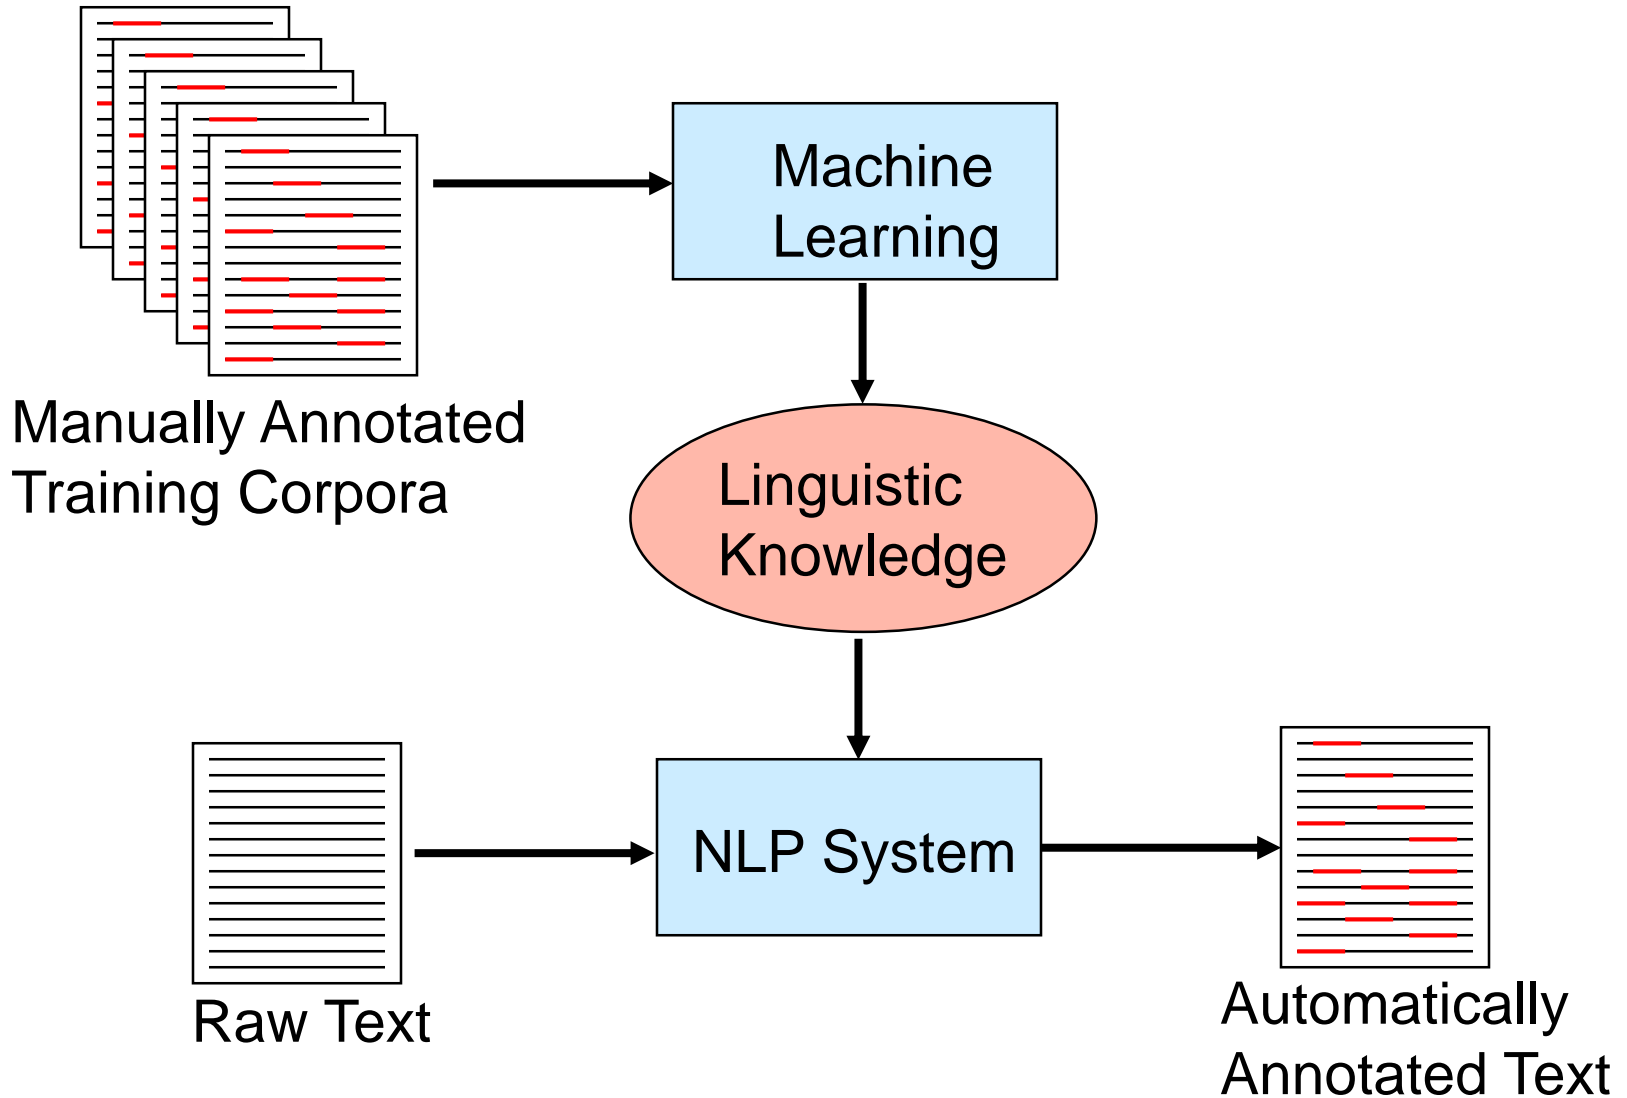 Machine
Learning
Manually Annotated
Training Corpora
Linguistic
Knowledge
NLP System
Raw Text
Automatically
Annotated Text